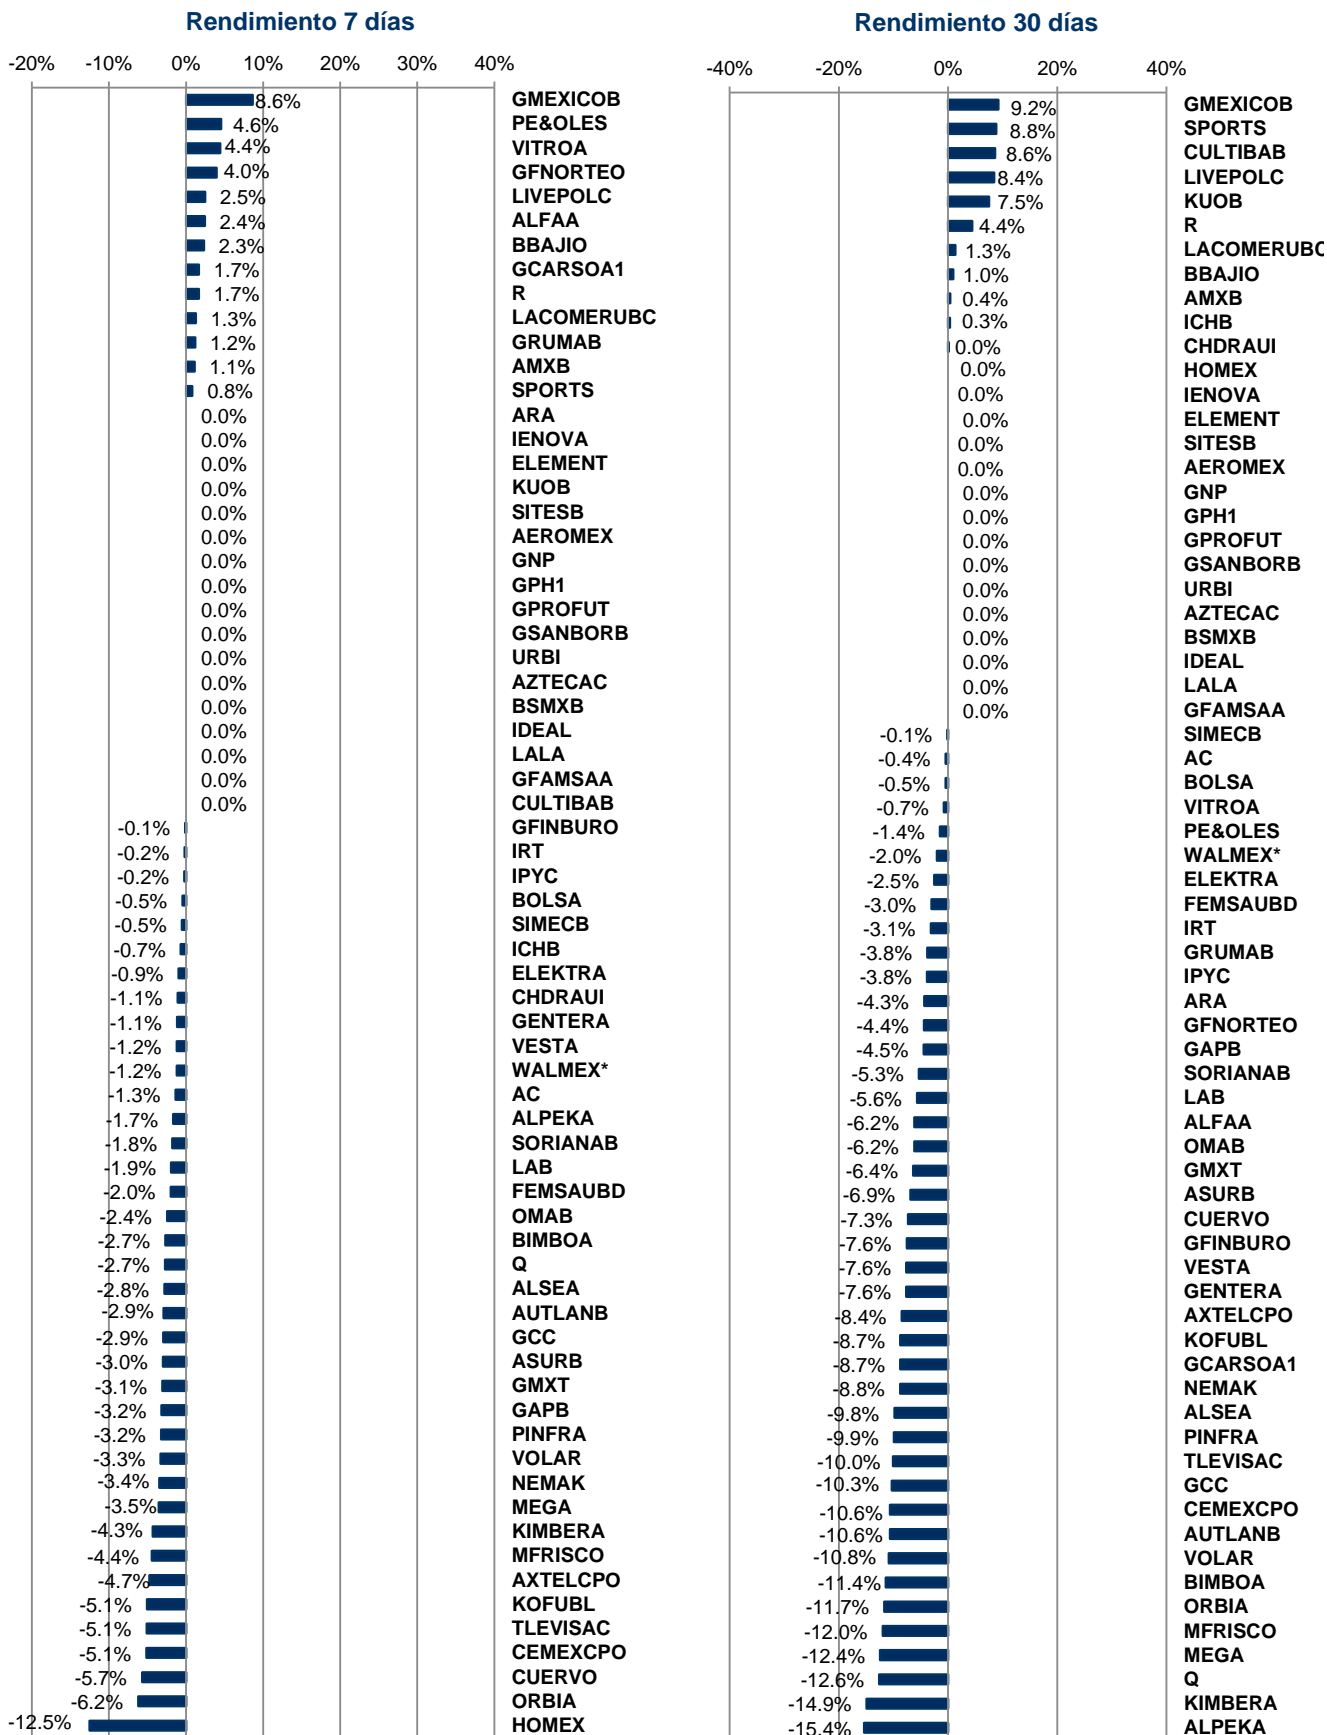 Rendimiento 7 días
-20% -10% 0% 10% 20% 30% 40%
8.6% GMEXICOB
4.6% PE&OLES
4.4% VITROA
4.0% GFNORTEO
2.5% LIVEPOLC
2.4% ALFAA
2.3% BBAJIO
1.7% GCARSOA1
1.7% R
1.3% LACOMERUBC
1.2% GRUMAB
1.1% AMXB
0.8% SPORTS
0.0% ARA
0.0% IENOVA
0.0% ELEMENT
0.0% KUOB
0.0% SITESB
0.0% AEROMEX
0.0% GNP
0.0% GPH1
0.0% GPROFUT
0.0% GSANBORB
0.0% URBI
0.0% AZTECAC
0.0% BSMXB
0.0% IDEAL
0.0% LALA
0.0% GFAMSAA
0.0% CULTIBAB
-0.1% GFINBURO
-0.2% IRT
-0.2% IPYC
-0.5% BOLSA
-0.5% SIMECB
-0.7% ICHB
-0.9% ELEKTRA
-1.1% CHDRAUI
-1.1% GENTERA
-1.2% VESTA
-1.2% WALMEX*
-1.3% AC
-1.7% ALPEKA
-1.8% SORIANAB
-1.9% LAB
-2.0% FEMSAUBD
-2.4% OMAB
-2.7% BIMBOA
-2.7% Q
-2.8% ALSEA
-2.9% AUTLANB
-2.9% GCC
-3.0% ASURB
-3.1% GMXT
-3.2% GAPB
-3.2% PINFRA
-3.3% VOLAR
-3.4% NEMAK
-3.5% MEGA
-4.3% KIMBERA
-4.4% MFRISCO
-4.7% AXTELCPO
-5.1% KOFUBL
-5.1% TLEVISAC
-5.1% CEMEXCPO
-5.7% CUERVO
-6.2% ORBIA
-12.5% HOMEX
Rendimiento 30 días
-40% -20% 0% 20% 40%
9.2% GMEXICOB
8.8% SPORTS
8.6% CULTIBAB
8.4% LIVEPOLC
7.5% KUOB
4.4% R
1.3% LACOMERUBC
1.0% BBAJIO
0.4% AMXB
0.3% ICHB
0.0% CHDRAUI
0.0% HOMEX
0.0% IENOVA
0.0% ELEMENT
0.0% SITESB
0.0% AEROMEX
0.0% GNP
0.0% GPH1
0.0% GPROFUT
0.0% GSANBORB
0.0% URBI
0.0% AZTECAC
0.0% BSMXB
0.0% IDEAL
0.0% LALA
0.0% GFAMSAA
-0.1% SIMECB
-0.4% AC
-0.5% BOLSA
-0.7% VITROA
-1.4% PE&OLES
-2.0% WALMEX*
-2.5% ELEKTRA
-3.0% FEMSAUBD
-3.1% IRT
-3.8% GRUMAB
-3.8% IPYC
-4.3% ARA
-4.4% GFNORTEO
-4.5% GAPB
-5.3% SORIANAB
-5.6% LAB
-6.2% ALFAA
-6.2% OMAB
-6.4% GMXT
-6.9% ASURB
-7.3% CUERVO
-7.6% GFINBURO
-7.6% VESTA
-7.6% GENTERA
-8.4% AXTELCPO
-8.7% KOFUBL
-8.7% GCARSOA1
-8.8% NEMAK
-9.8% ALSEA
-9.9% PINFRA
-10.0% TLEVISAC
-10.3% GCC
-10.6% CEMEXCPO
-10.6% AUTLANB
-10.8% VOLAR
-11.4% BIMBOA
-11.7% ORBIA
-12.0% MFRISCO
-12.4% MEGA
-12.6% Q
-14.9% KIMBERA
-15.4% ALPEKA